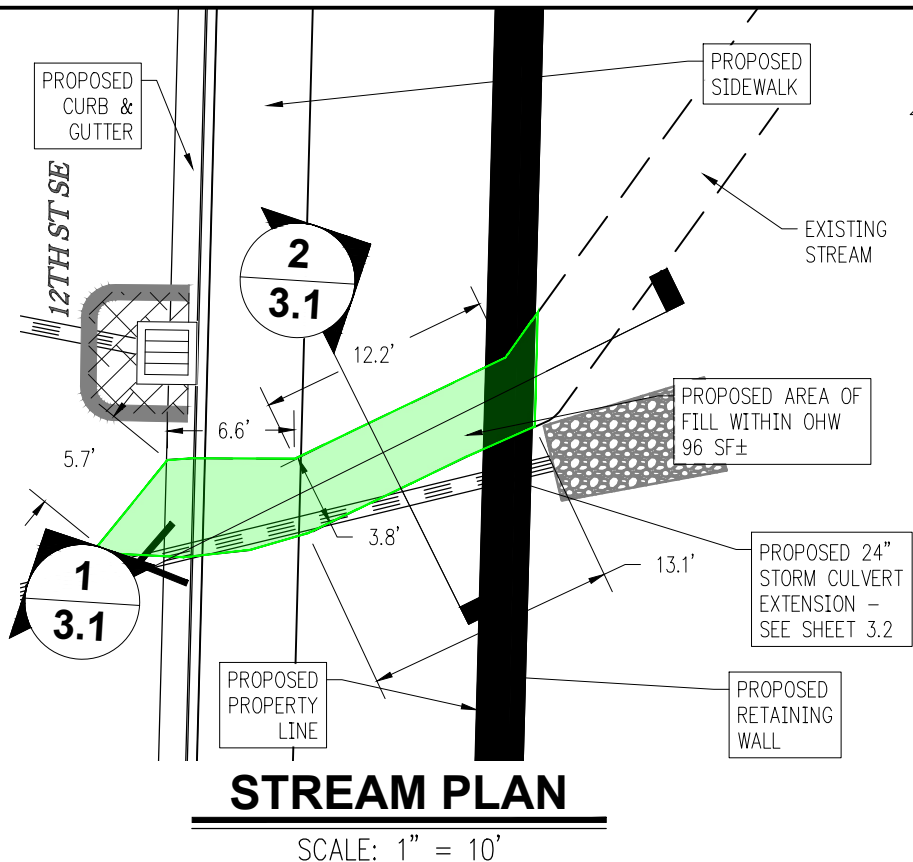 PROPOSED
CURB &
GUTTER
PROPOSED
SIDEWALK
12TH ST SE
EXISTING
STREAM
2
3.1
12.2'
6.6'
5.7'
PROPOSED AREA OF
FILL WITHIN OHW
96 SF±
3.8'
13.1'
1
3.1
PROPOSED 24"
STORM CULVERT
EXTENSION –
SEE SHEET 3.2
PROPOSED
PROPERTY
LINE
PROPOSED
RETAINING
WALL
STREAM PLAN
SCALE: 1" = 10'